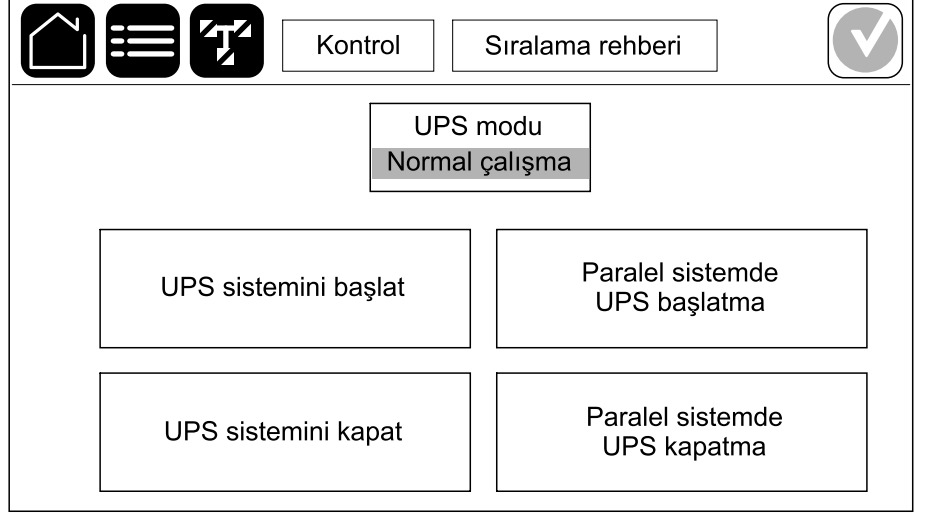 Kontrol
Sıralama rehberi
UPS modu
Normal çalışma
UPS sistemini başlat
Paralel sistemde
UPS başlatma
UPS sistemini kapat
Paralel sistemde
UPS kapatma